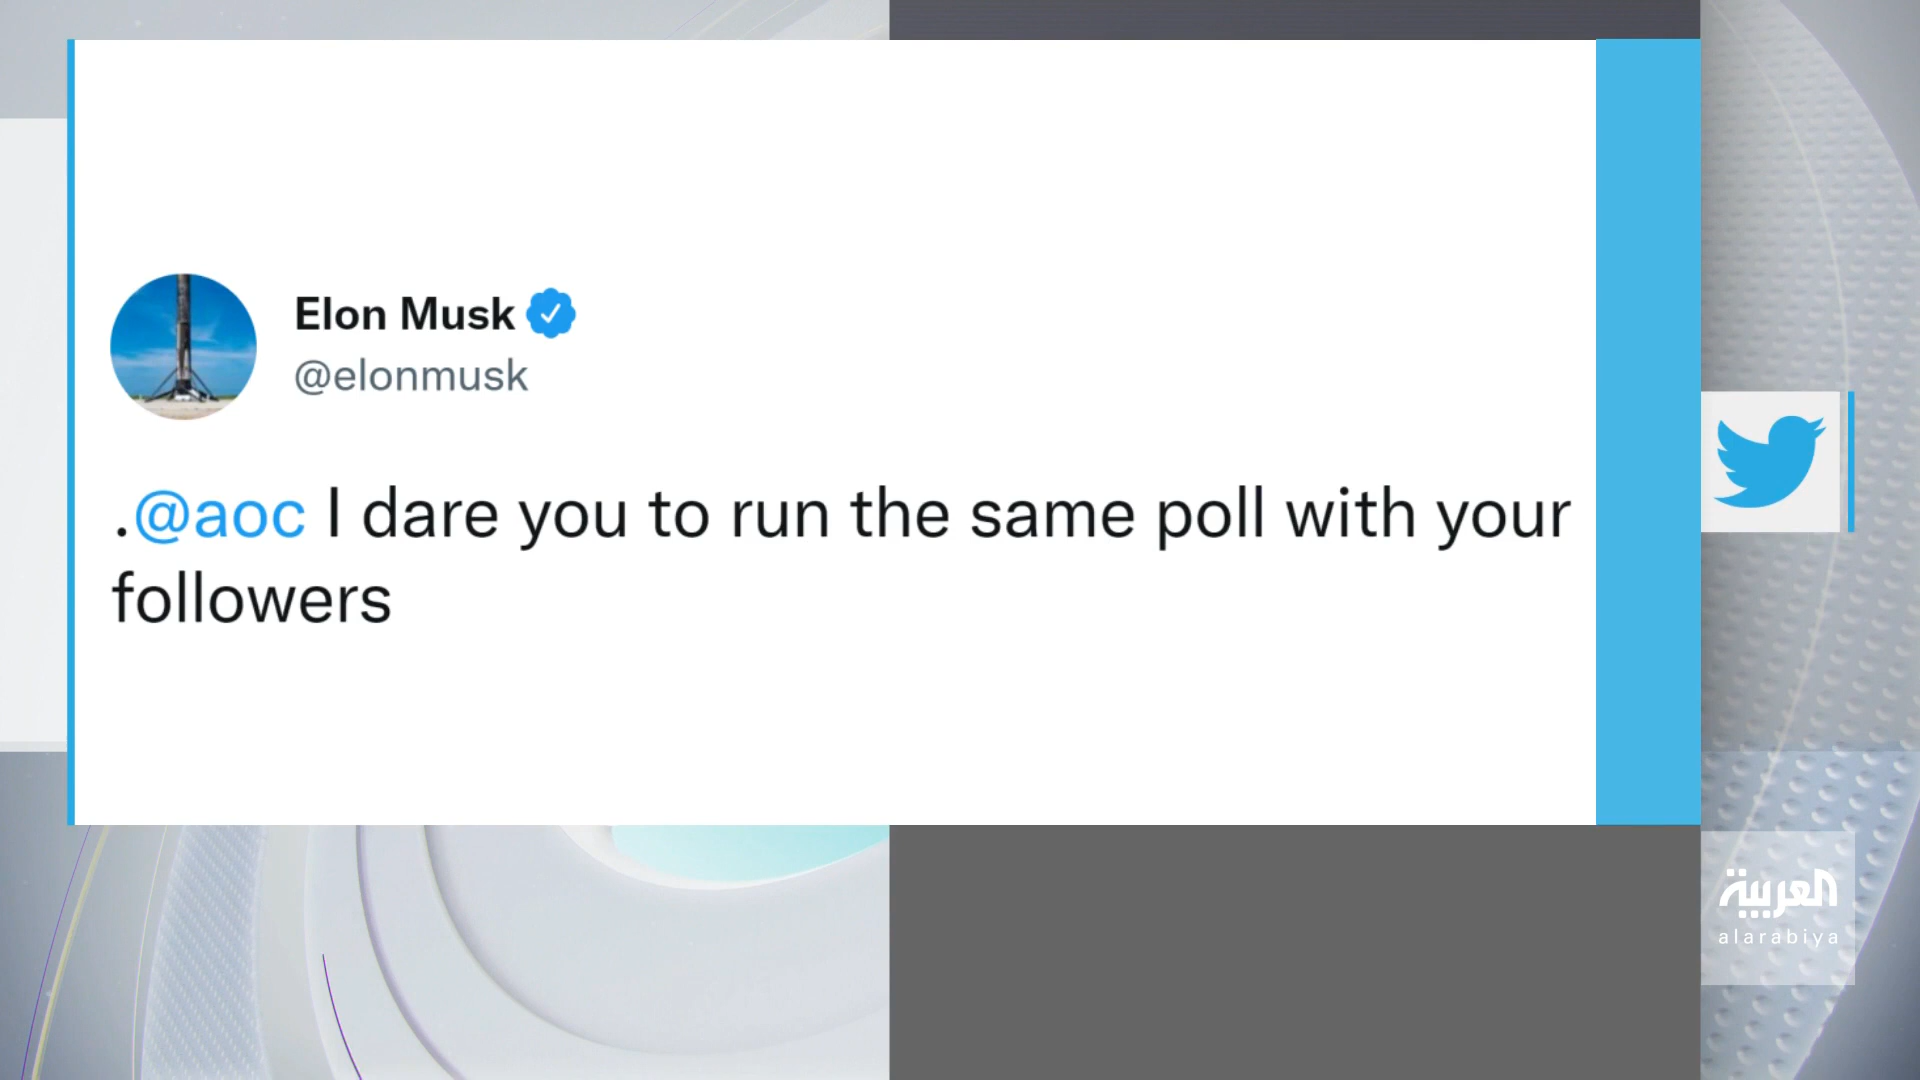 Elon Musk
@elonmusk
.@aoc I dare you to run the same poll with your
followers
العربية
alarabiya